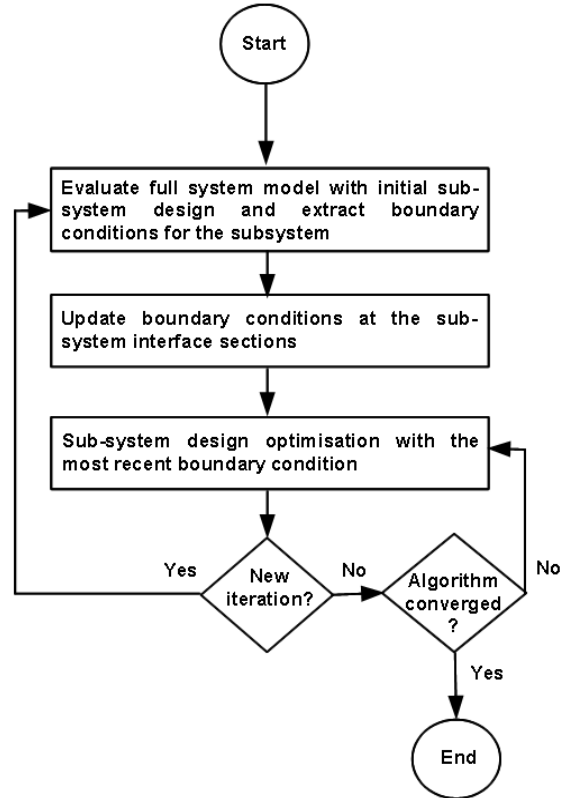 Start
Evaluate full system model with initial sub-
system design and extract boundary
conditions for the subsystem
Update boundary conditions at the sub-
system interface sections
Sub-system design optimisation with the
most recent boundary condition
Yes
New
iteration?
No
Algorithm
converged
?
No
Yes
End